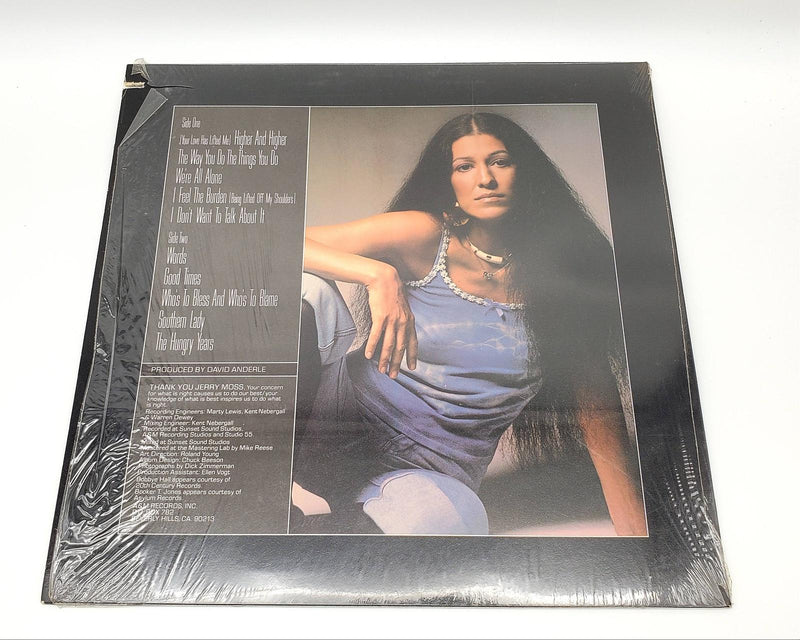 Side One
(Your Love Has Lifted Me) Higher And Higher
The Way You Do The Things You Do
We're All Alone
I Feel The Burden (Being Lifted Off My Shoulders)
I Don't Want To Talk About It
Side Two
Words
Good Times
Who's To Bless And Who's To Blame
Southern Lady
The Hungry Years
PRODUCED BY DAVID ANDERLE
THANK YOU JERRY MOSS. Your concern
for what is right causes us to do our best/your
knowledge of what is best inspires us to do what
is right.
Recording Engineers: Marty Lewis, Kent Nebergall
& Warren Dewey
Mixing Engineer: Kent Nebergall
Recorded at Sunset Sound Studios,
A&M Recording Studios and Studio 55
Mixed at Sunset Sound Studios
Mastered at the Mastering Lab by Mike Reese
Art Direction: Roland Young
Album Design: Chuck Beeson
Photographs by Dick Zimmerman
Production Assistant: Ellen Vogt
Bobbye Hall appears courtesy of
20th Century Records
Booker T. Jones appears courtesy of
Asylum Records
A&M RECORDS, INC.
P.O. BOX 782
BEVERLY HILLS, CA. 90213